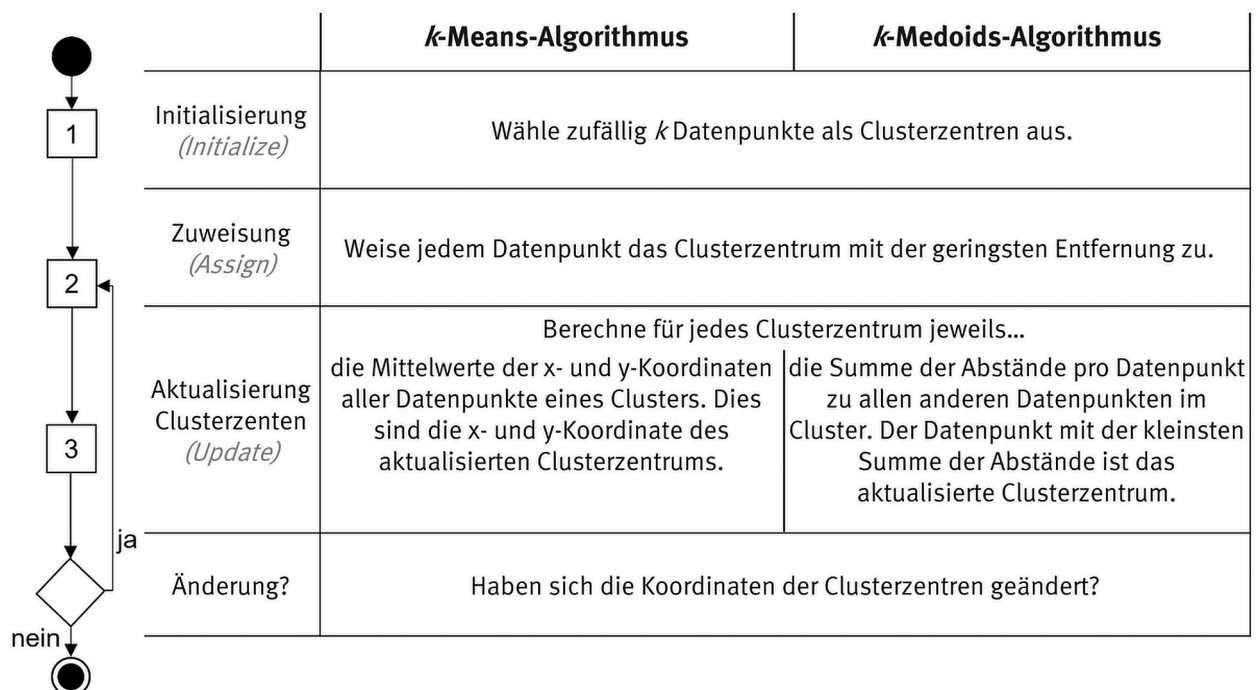 k-Means-Algorithmus
k-Medoids-Algorithmus
1
Initialisierung
(Initialize)
Wähle zufällig k Datenpunkte als Clusterzentren aus.
2
Zuweisung
(Assign)
Weise jedem Datenpunkt das Clusterzentrum mit der geringsten Entfernung zu.
3
Aktualisierung
Clusterzenten
(Update)
Berechne für jedes Clusterzentrum jeweils...
die Mittelwerte der x- und y-Koordinaten
aller Datenpunkte eines Clusters. Dies
sind die x- und y-Koordinate des
aktualisierten Clusterzentrums.
die Summe der Abstände pro Datenpunkt
zu allen anderen Datenpunkten im
Cluster. Der Datenpunkt mit der kleinsten
Summe der Abstände ist das
aktualisierte Clusterzentrum.
ja
Änderung?
Haben sich die Koordinaten der Clusterzentren geändert?
nein